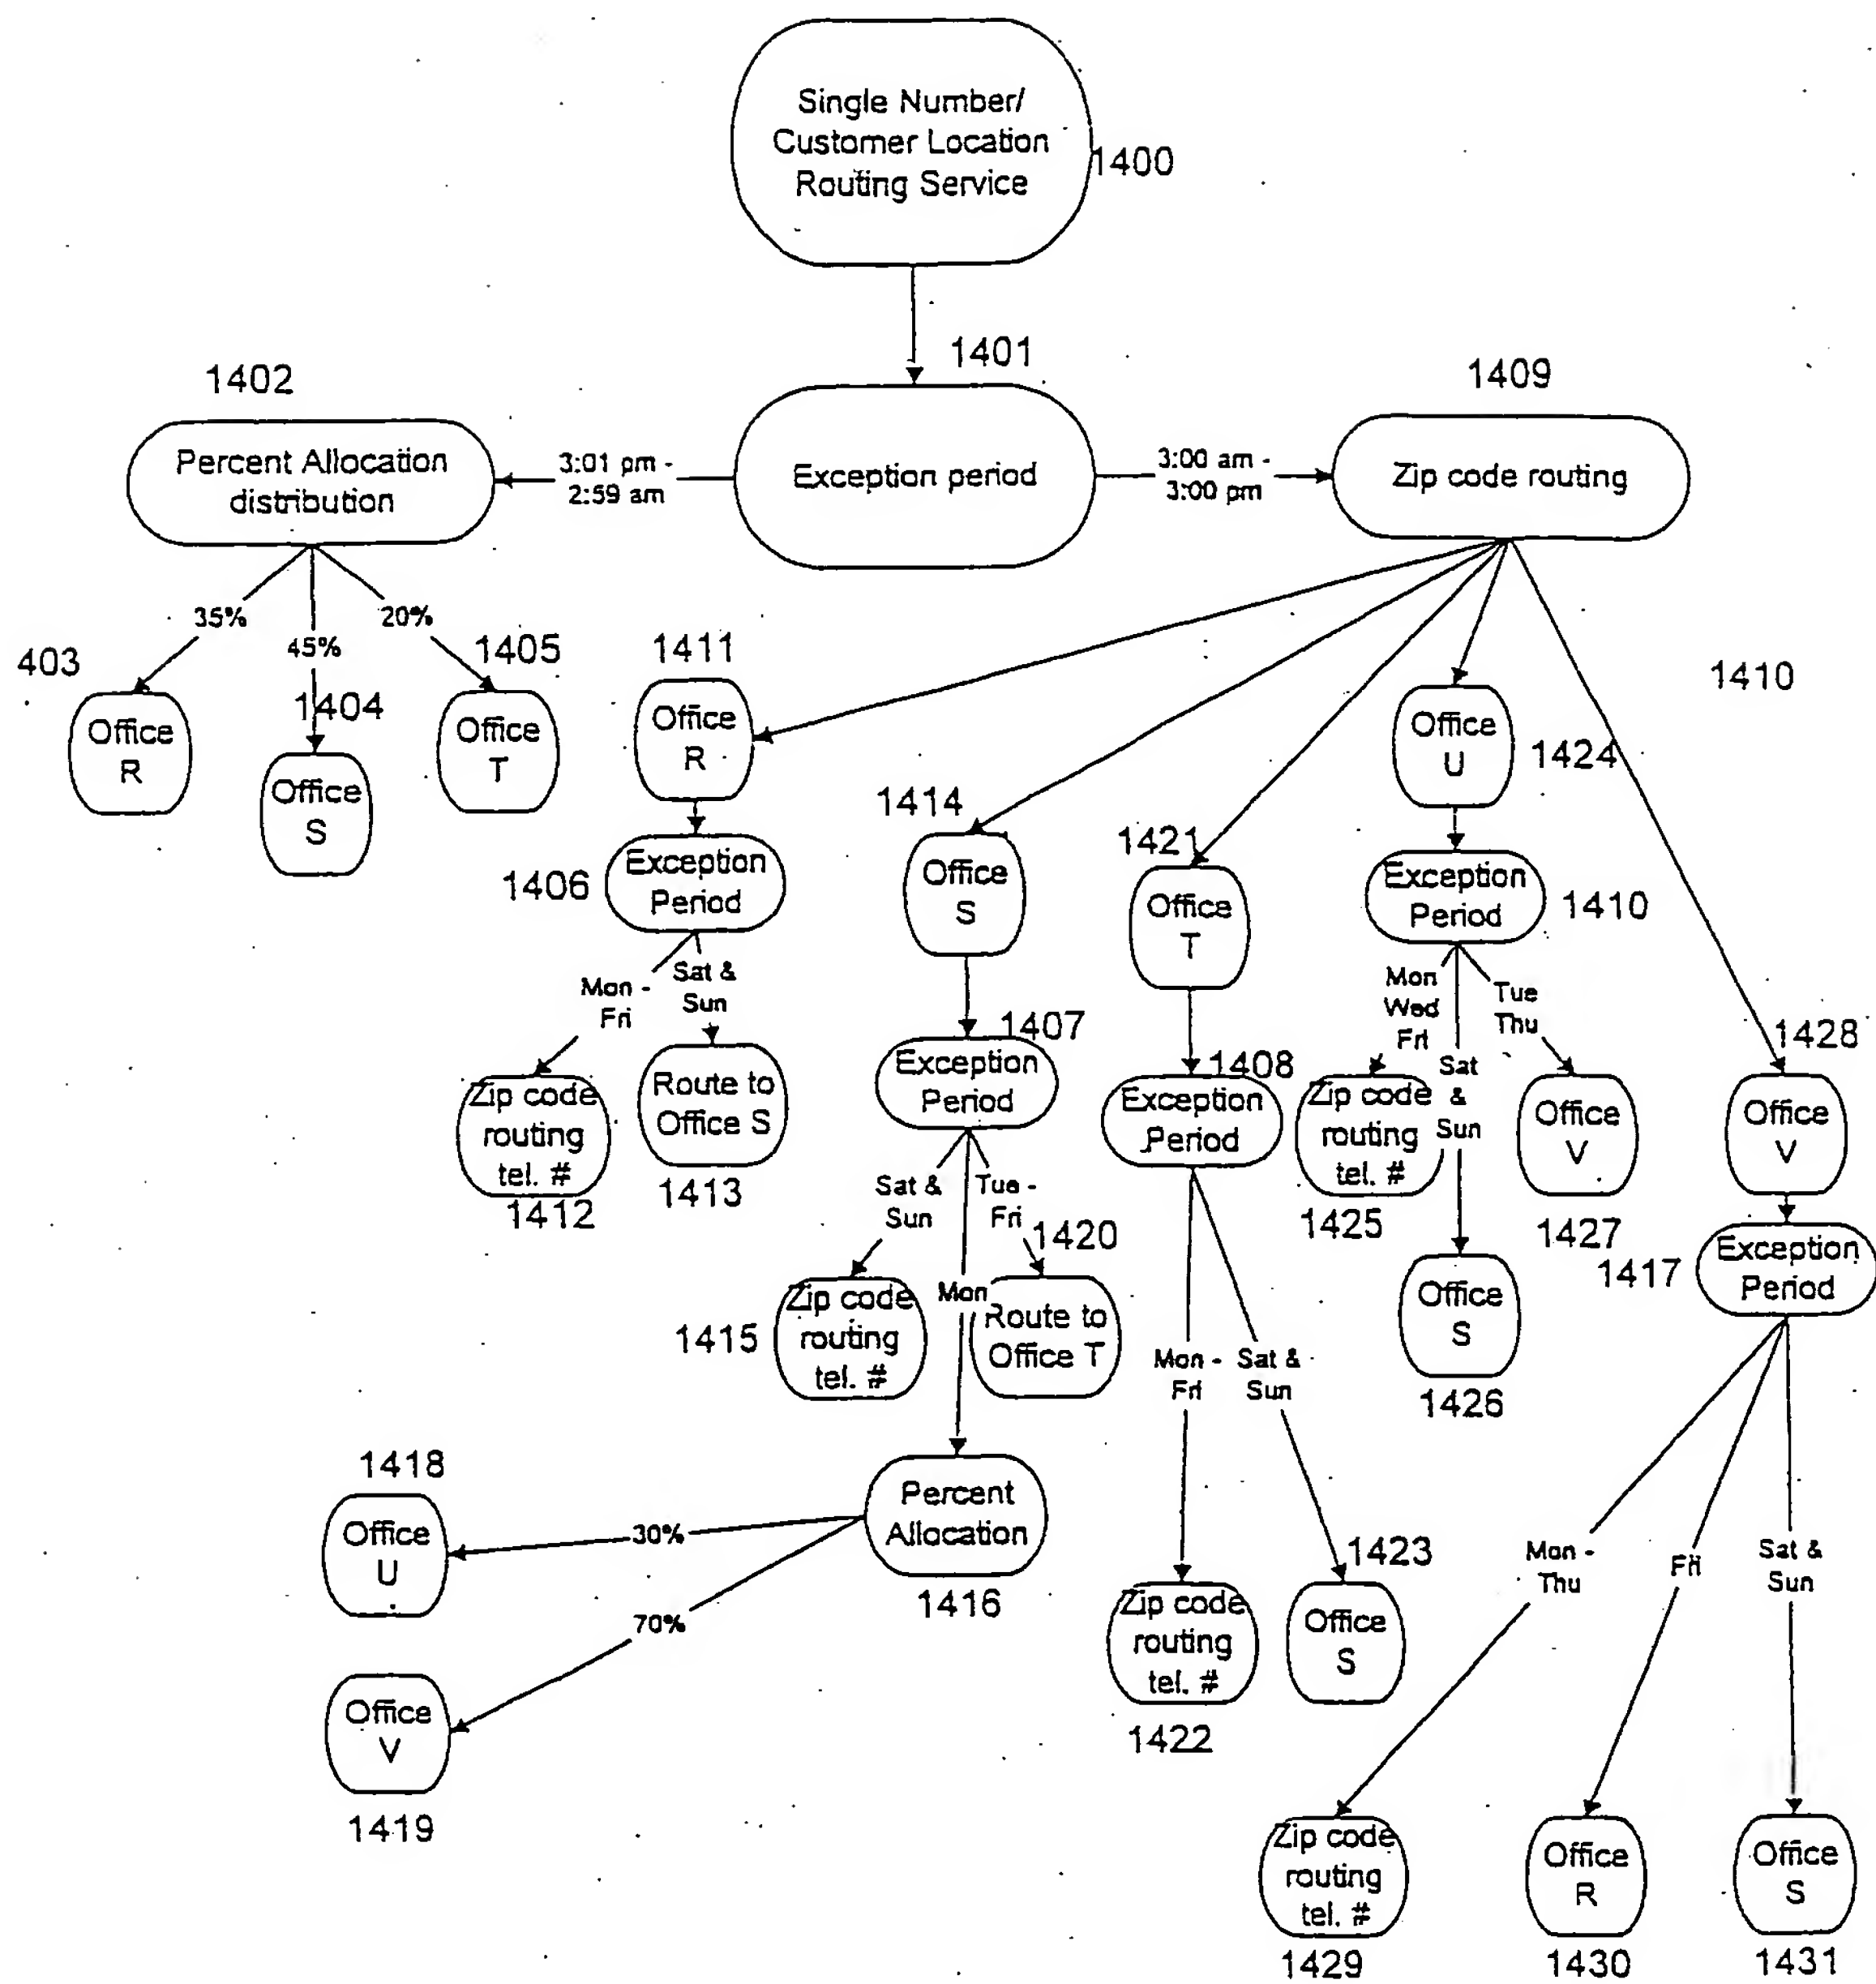 Single Number/
Customer Location
Routing Service
1400
1401
1402
1409
Percent Allocation
distribution
3:01 pm -
2:59 am
Exception period
3:00 am -
3:00 pm
Zip code routing
35%
45%
20%
403
1404
1405
1411
1410
Office
R
Office
S
Office
T
Office
R
Office
U
1424
1414
1421
1406
Exception
Period
Office
S
Office
T
Exception
Period
1410
Mon -
Fri
Sat &
Sun
1407
1408
Mon
Wed
Fri
Sat
&
Sun
Tue
Thu
1428
Zip code
routing
tel. #
1412
Route to
Office S
1413
Exception
Period
Exception
Period
Zip code
routing
tel. #
1425
Office
V
1427
Office
V
Sat &
Sun
Mon
Tue -
Fri
1420
1417
Exception
Period
1415
Zip code
routing
tel. #
Route to
Office T
Mon -
Fri
Sat &
Sun
Office
S
1426
1418
Office
U
30%
70%
Percent
Allocation
1416
1423
Mon -
Thu
Fri
Sat &
Sun
Office
V
1419
Zip code
routing
tel. #
1422
Office
S
Zip code
routing
tel. #
1429
Office
R
1430
Office
S
1431